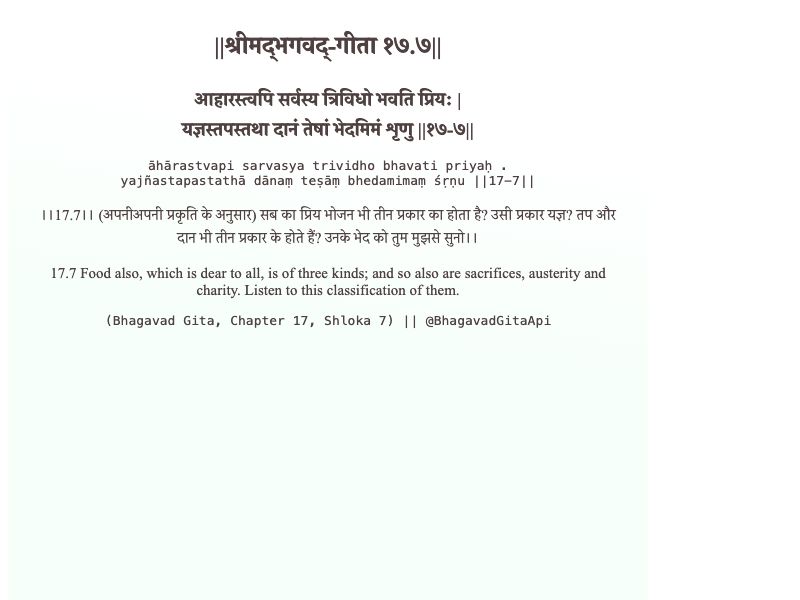 ||श्रीमद्‍भगवद्‍-गीता १७.७||
आहारस्त्वपि सर्वस्य त्रिविधो भवति प्रियः |
यज्ञस्तपस्तथा दानं तेषां भेदमिमं शृणु ||१७-७||
āhārastvapi sarvasya trividho bhavati priyaḥ .
yajñastapastathā dānaṃ teṣāṃ bhedamimaṃ śṛṇu ||17-7||
।।17.7।। (अपनीअपनी प्रकृति के अनुसार) सब का प्रिय भोजन भी तीन प्रकार का होता है? उसी प्रकार यज्ञ? तप और
दान भी तीन प्रकार के होते हैं? उनके भेद को तुम मुझसे सुनो।।
17.7 Food also, which is dear to all, is of three kinds; and so also are sacrifices, austerity and
charity. Listen to this classification of them.
(Bhagavad Gita, Chapter 17, Shloka 7) || @BhagavadGitaApi